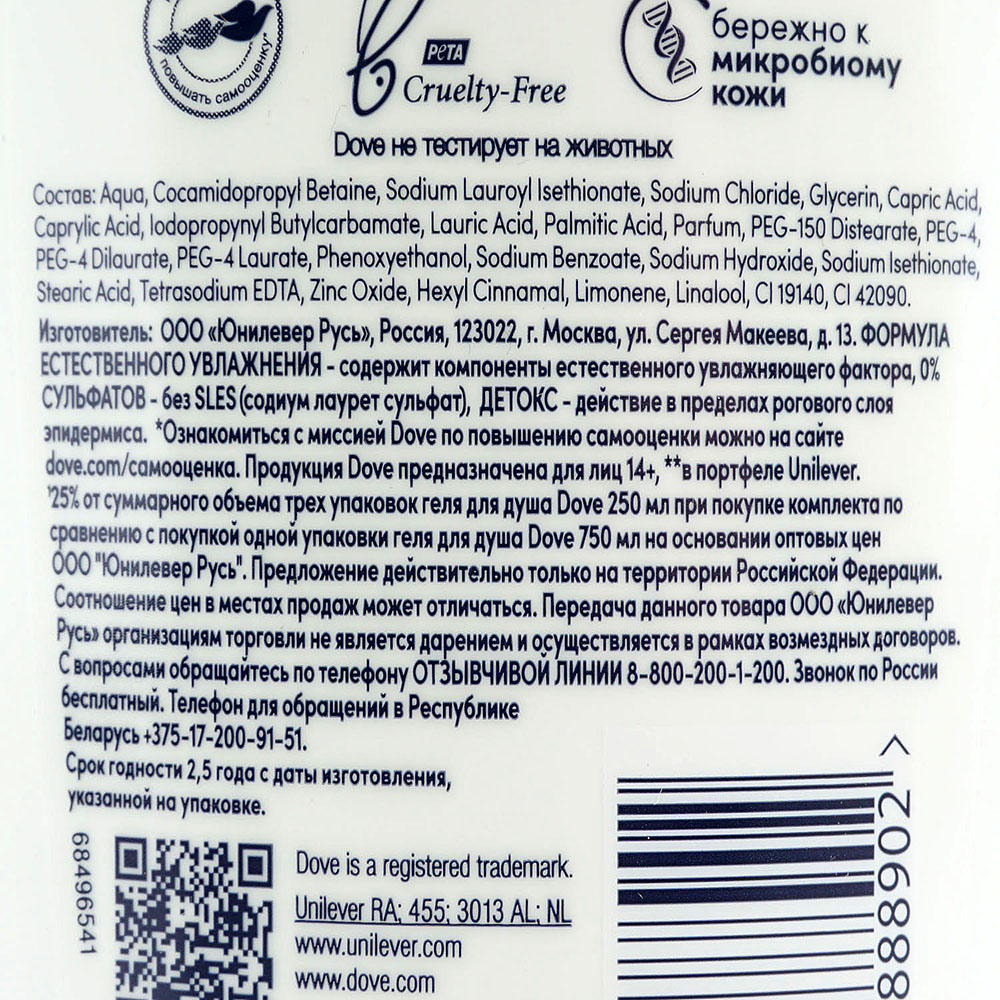 повышать самооценку*
PETA
Cruelty-Free
бережно к
микробиому
кожи
Dove не тестирует на животных
Состав: Aqua, Cocamidopropyl Betaine, Sodium Lauroyl Isethionate, Sodium Chloride, Glycerin, Capric Acid,
Caprylic Acid, Iodopropynyl Butylcarbamate, Lauric Acid, Palmitic Acid, Parfum, PEG-150 Distearate, PEG-4,
PEG-4 Dilaurate, PEG-4 Laurate, Phenoxyethanol, Sodium Benzoate, Sodium Hydroxide, Sodium Isethionate,
Stearic Acid, Tetrasodium EDTA, Zinc Oxide, Hexyl Cinnamal, Limonene, Linalool, CI 19140, CI 42090.
Изготовитель: ООО «Юнилевер Русь», Россия, 123022, г. Москва, ул. Сергея Макеева, д. 13. ФОРМУЛА
ЕСТЕСТВЕННОГО УВЛАЖНЕНИЯ - содержит компоненты естественного увлажняющего фактора, 0%
СУЛЬФАТОВ - без SLES (содиум лаурет сульфат), ДЕТОКС - действие в пределах рогового слоя
эпидермиса. *Ознакомиться с миссией Dove по повышению самооценки можно на сайте
dove.com/самооценка. Продукция Dove предназначена для лиц 14+, **в портфеле Unilever.
¹25% от суммарного объема трех упаковок геля для душа Dove 250 мл при покупке комплекта по
сравнению с покупкой одной упаковки геля для душа Dove 750 мл на основании оптовых цен
ООО "Юнилевер Русь". Предложение действительно только на территории Российской Федерации.
Соотношение цен в местах продаж может отличаться. Передача данного товара ООО «Юнилевер
Русь» организациям торговли не является дарением и осуществляется в рамках возмездных договоров.
С вопросами обращайтесь по телефону ОТЗЫВЧИВОЙ ЛИНИИ 8-800-200-1-200. Звонок по России
бесплатный. Телефон для обращений в Республике
Беларусь +375-17-200-91-51.
Срок годности 2,5 года с даты изготовления,
указанной на упаковке.
68496541
Dove is a registered trademark.
Unilever RA; 455; 3013 AL; NL
www.unilever.com
www.dove.com
888902 >